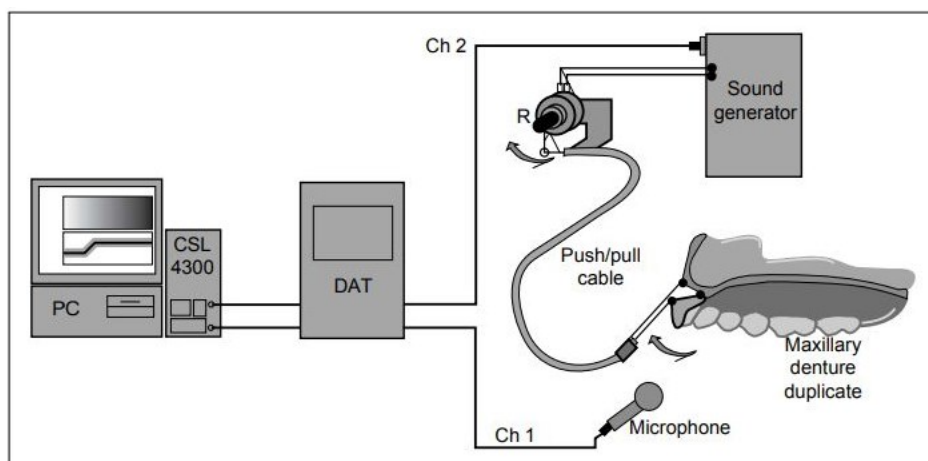 Ch 2
Sound
generator
R
CSL
4300
PC
DAT
Push/pull
cable
Maxillary
denture
duplicate
Microphone
Ch 1